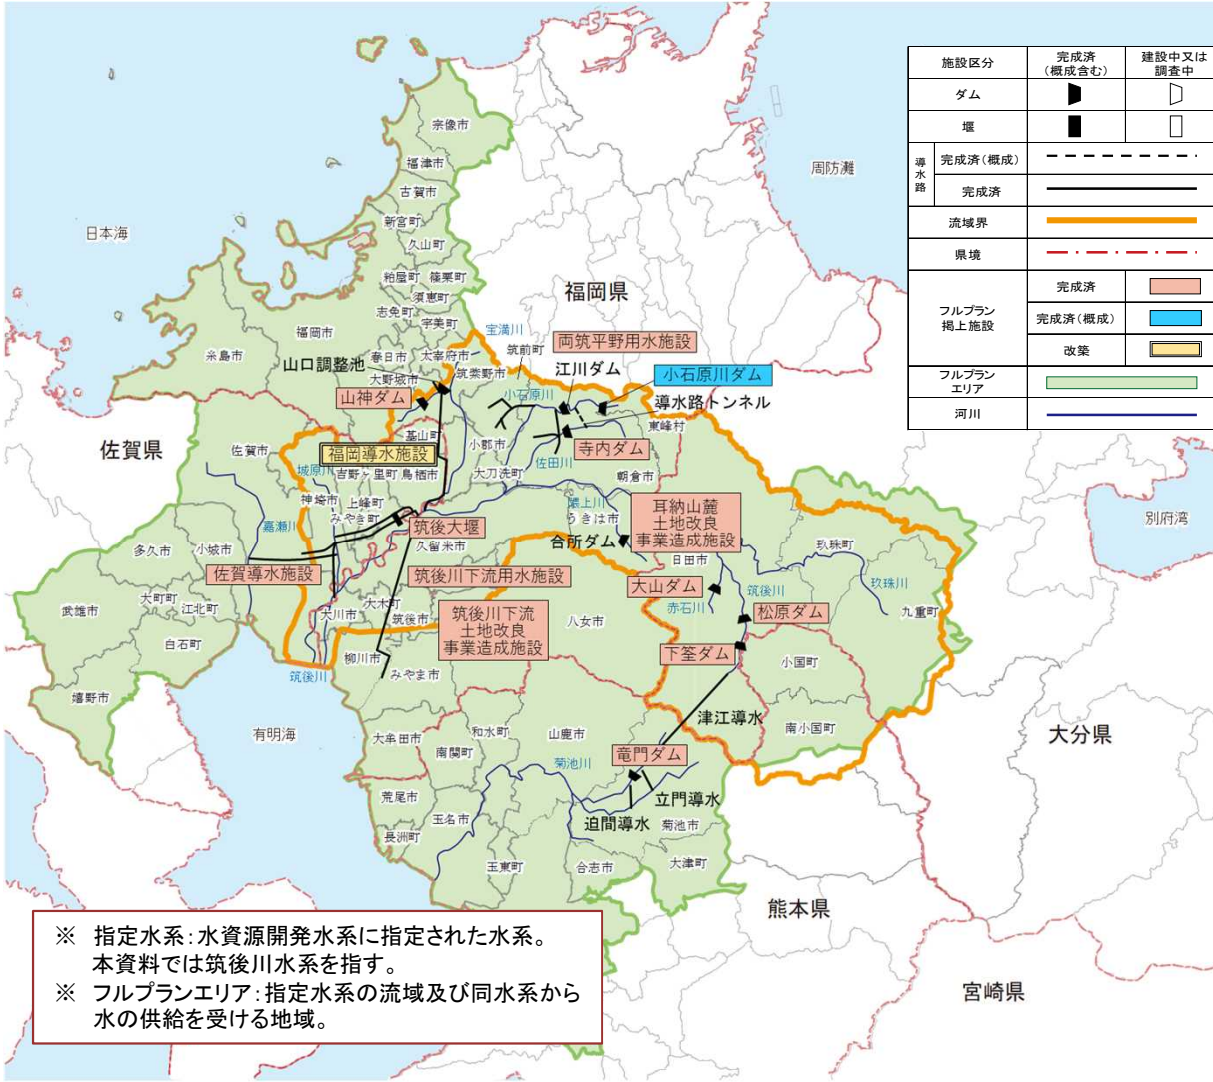 施設区分
完成済
(概成含む)
建設中又は
調査中
ダム
堰
導水路
完成済(概成)
完成済
流域界
県境
フルプラン
掲上施設
完成済
完成済(概成)
改築
フルプラン
エリア
河川
日本海
周防灘
別府湾
有明海
福岡県
佐賀県
大分県
熊本県
宮崎県
宗像市
福津市
古賀市
新宮町
久山町
粕屋町
篠栗町
須恵町
志免町
宇美町
福岡市
糸島市
春日市
太宰府市
大野城市
筑紫野市
宝満川
筑前町
両筑平野用水施設
山口調整池
江川ダム
小石原川ダム
山神ダム
小石原川
導水路トンネル
東峰村
基山町
小郡市
寺内ダム
佐賀市
福岡導水施設
城原川
吉野ヶ里町
鳥栖市
大刀洗町
佐田川
朝倉市
神埼市
上峰町
みやき町
嘉瀬川
筑後大堰
隈上川
うきは市
耳納山麓
土地改良
事業造成施設
久留米市
合所ダム
多久市
小城市
日田市
玖珠町
佐賀導水施設
筑後川下流用水施設
大山ダム
筑後川
玖珠川
武雄市
大町町
江北町
大川市
大木町
筑後市
筑後川下流
土地改良
事業造成施設
八女市
赤石川
松原ダム
九重町
白石町
柳川市
みやま市
下筌ダム
小国町
嬉野市
筑後川
津江導水
南小国町
大牟田市
南関町
和水町
山鹿市
竜門ダム
菊池川
荒尾市
玉名市
立門導水
迫間導水
菊池市
長洲町
玉東町
合志市
大津町
※ 指定水系：水資源開発水系に指定された水系。
本資料では筑後川水系を指す。
※ フルプランエリア：指定水系の流域及び同水系から
水の供給を受ける地域。